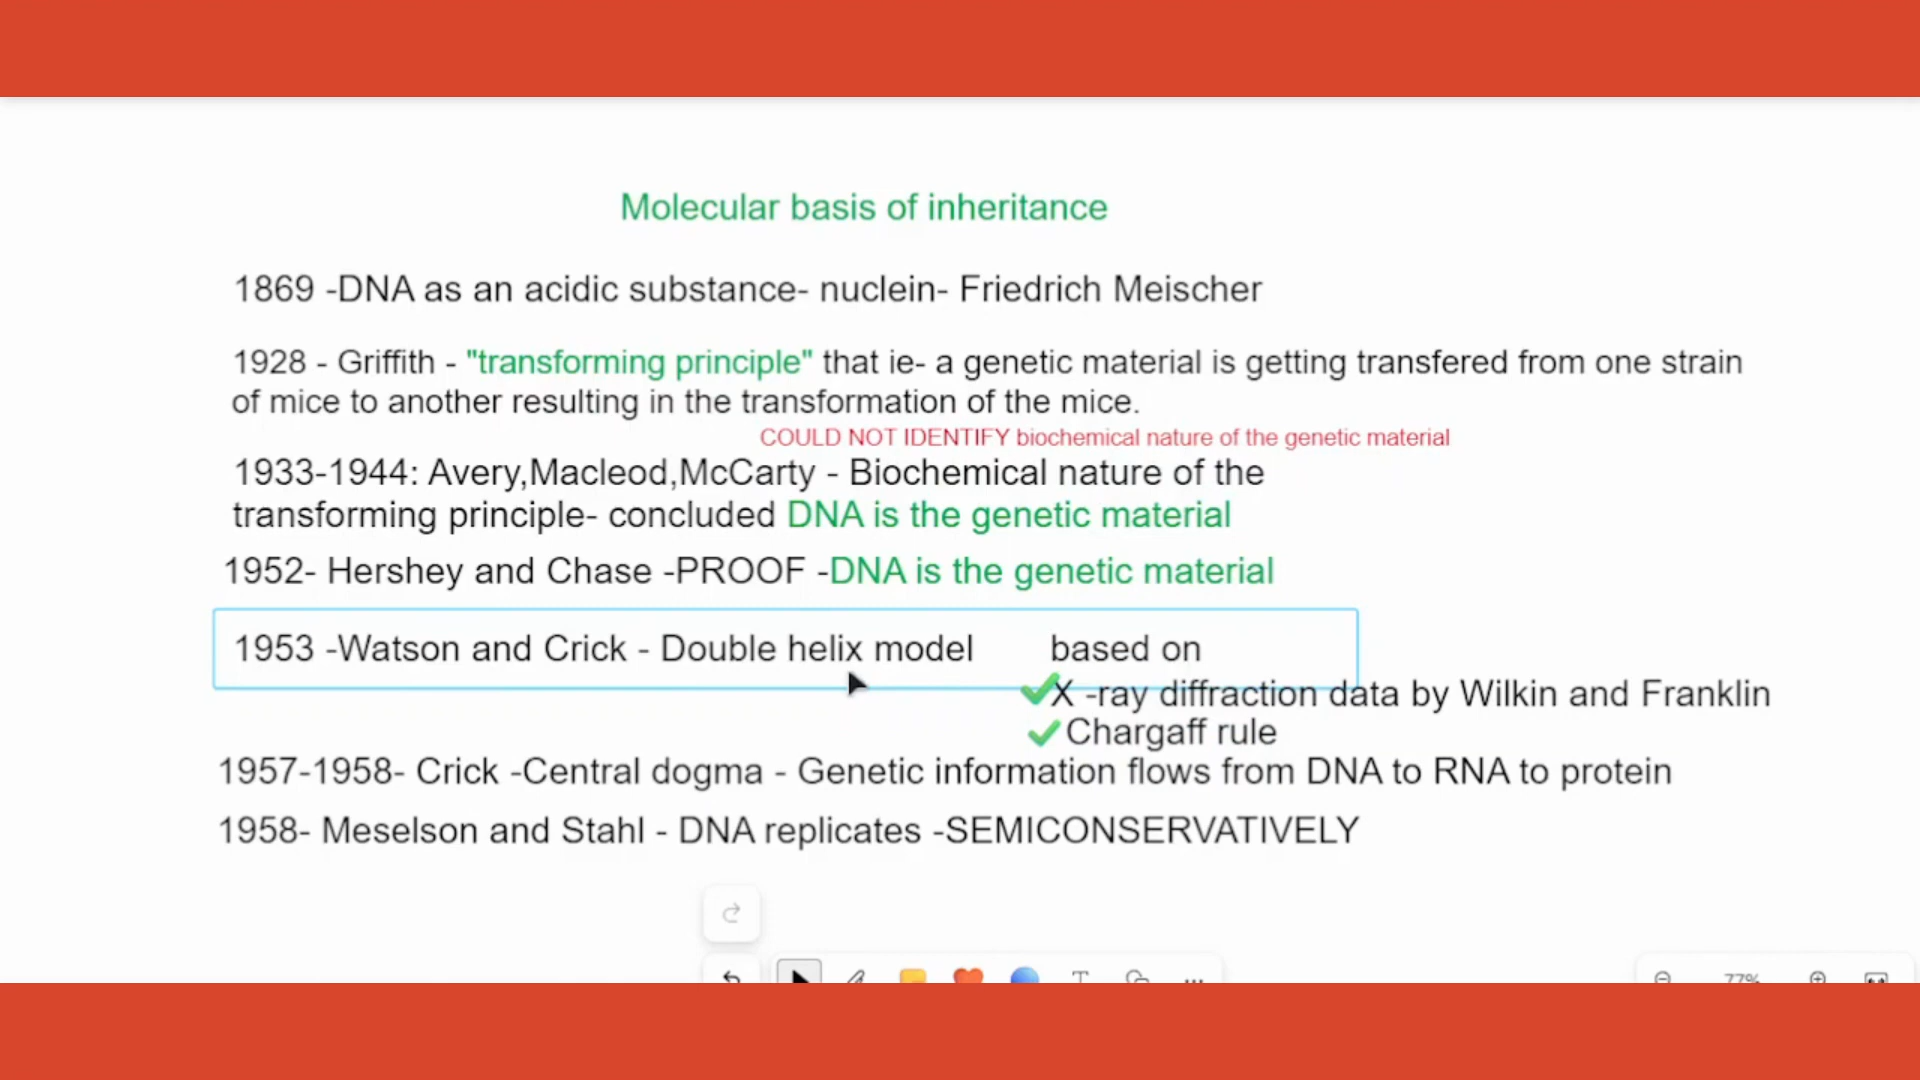 Molecular basis of inheritance
1869 -DNA as an acidic substance- nuclein- Friedrich Meischer
1928 - Griffith - "transforming principle" that ie- a genetic material is getting transfered from one strain
of mice to another resulting in the transformation of the mice.
COULD NOT IDENTIFY biochemical nature of the genetic material
1933-1944: Avery,Macleod,McCarty - Biochemical nature of the
transforming principle- concluded DNA is the genetic material
1952- Hershey and Chase -PROOF -DNA is the genetic material
1953 -Watson and Crick - Double helix model based on
X -ray diffraction data by Wilkin and Franklin
Chargaff rule
1957-1958- Crick -Central dogma - Genetic information flows from DNA to RNA to protein
1958- Meselson and Stahl - DNA replicates -SEMICONSERVATIVELY
77%